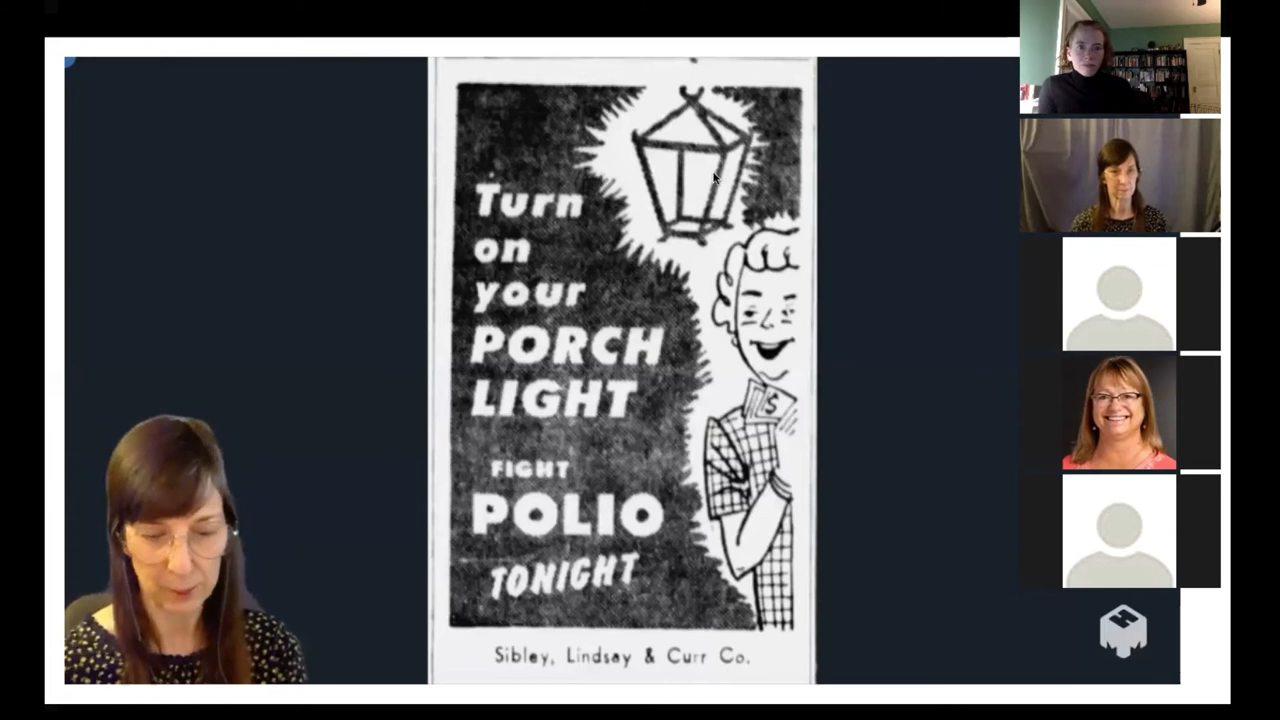 Turn
on
your
PORCH
LIGHT
FIGHT
POLIO
TONIGHT
$
Sibley, Lindsay & Curr Co.